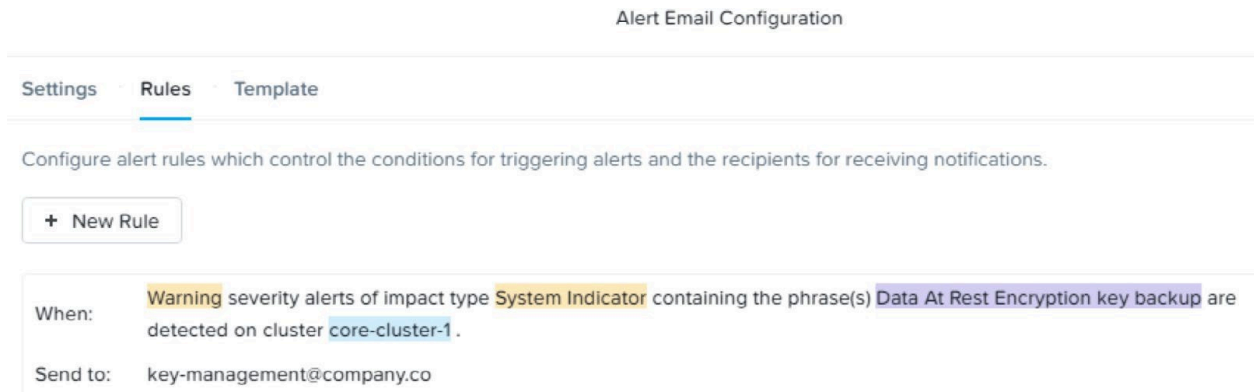 Alert Email Configuration
Settings Rules Template
Configure alert rules which control the conditions for triggering alerts and the recipients for receiving notifications.
+ New Rule
When: Warning severity alerts of impact type System Indicator containing the phrase(s) Data At Rest Encryption key backup are
detected on cluster core-cluster-1 .
Send to: key-management@company.co